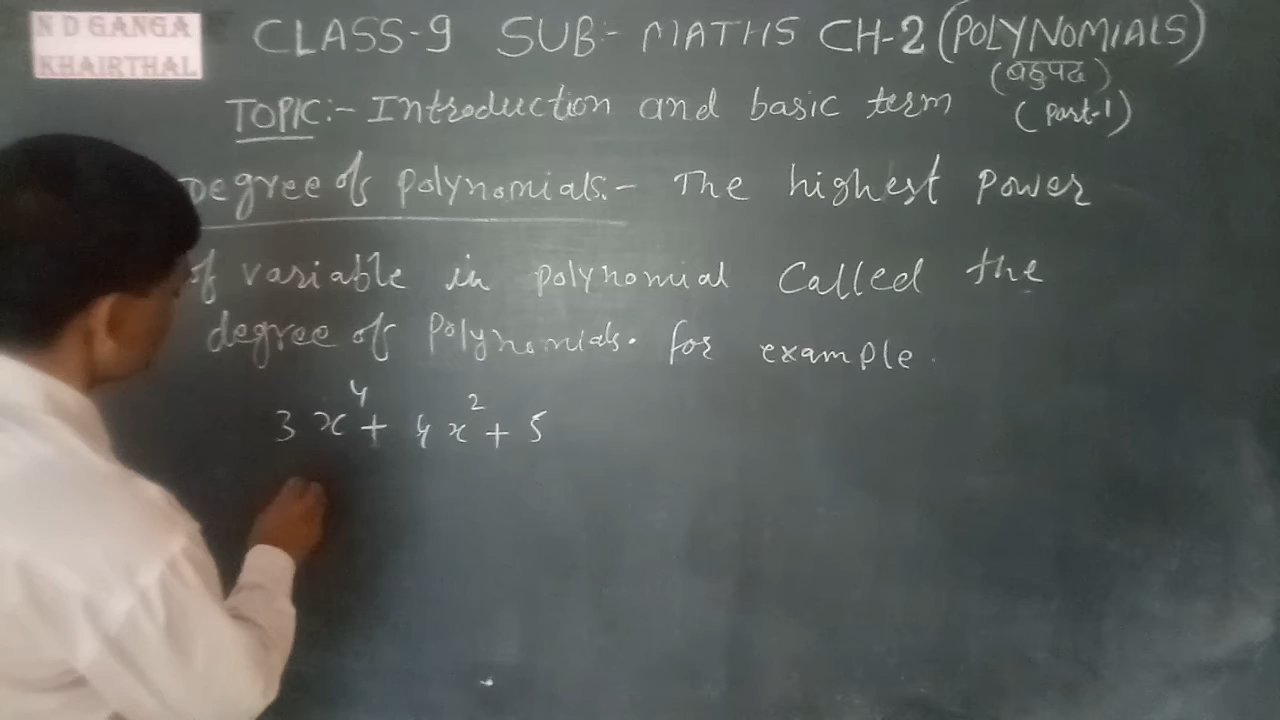 N D GANGA
KHAIRTHAL
CLASS-9 SUB:- MATHS CH-2 (POLYNOMIALS)
(बहुपद)
TOPIC:- Introduction and basic term (Part-1)
Degree of polynomials.- The highest Power
of variable in polynomial Called the
degree of Polynomials. for example.
3x⁴ + 4x² + 5